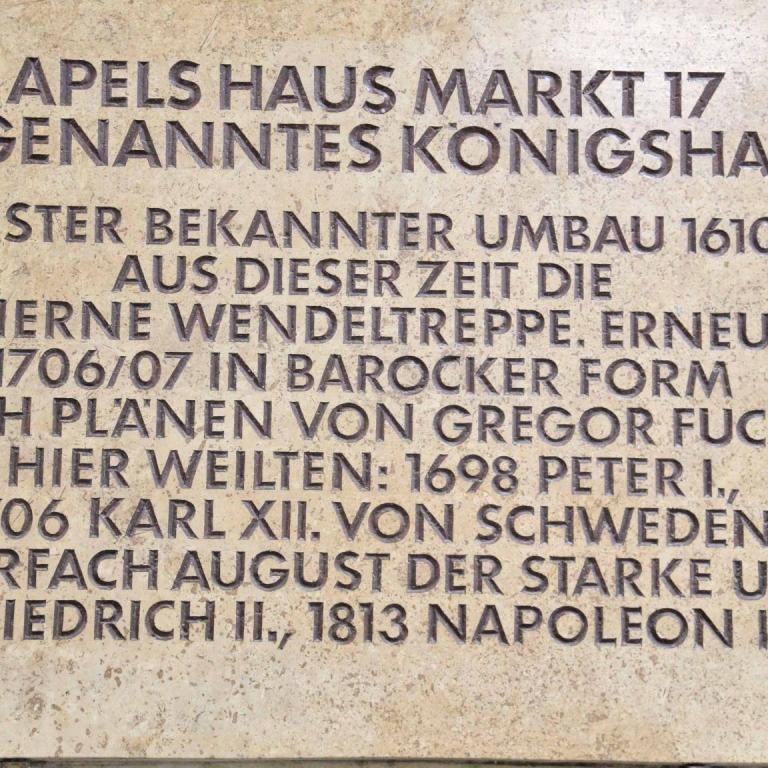 APELS HAUS MARKT 17
GENANNTES KÖNIGSHA
STER BEKANNTER UMBAU 1610
AUS DIESER ZEIT DIE
IERNE WENDELTREPPE. ERNEU
1706/07 IN BAROCKER FORM
H PLÄNEN VON GREGOR FUC
HIER WEILTEN: 1698 PETER I.,
06 KARL XII. VON SCHWEDEN
RFACH AUGUST DER STARKE U
IEDRICH II., 1813 NAPOLEON I